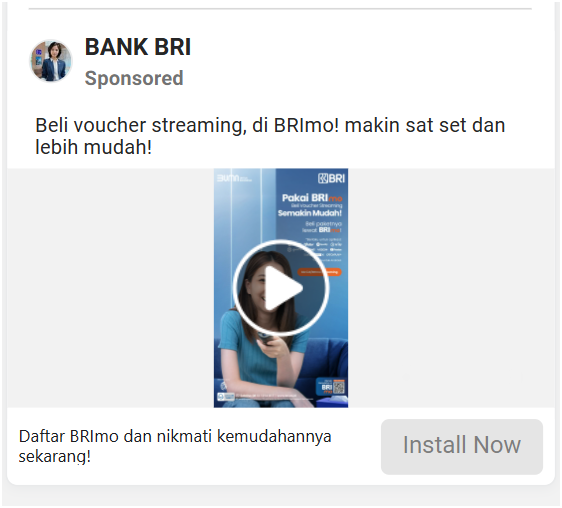 BANK BRI
Sponsored
Beli voucher streaming, di BRImo! makin sat set dan
lebih mudah!
BRI
Pakai BRImo
Beli Voucher Streaming
Semakin Mudah!
Beli paketnya
lewat BRImo!
BRI
Daftar BRImo dan nikmati kemudahannya
sekarang!
Install Now